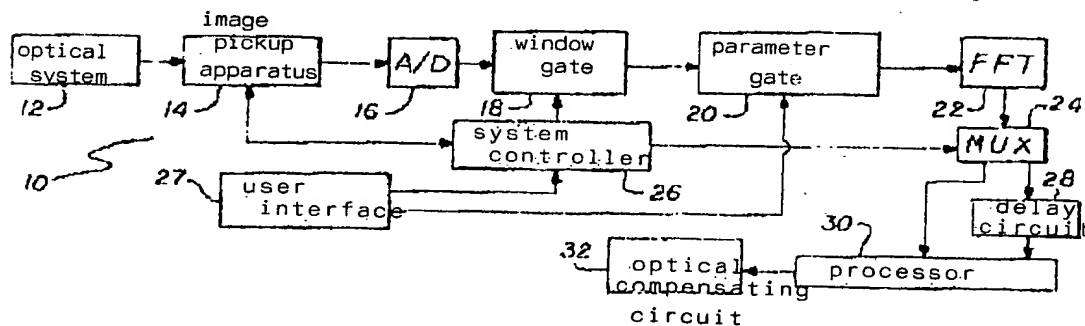 image
optical
system
pickup
apparatus
A/D
window
gate
parameter
gate
FFT
12
14
16
18
20
22
24
system
controller
MUX
10
27
user
interface
26
28
delay
circuit
30
32
optical
compensating
circuit
processor